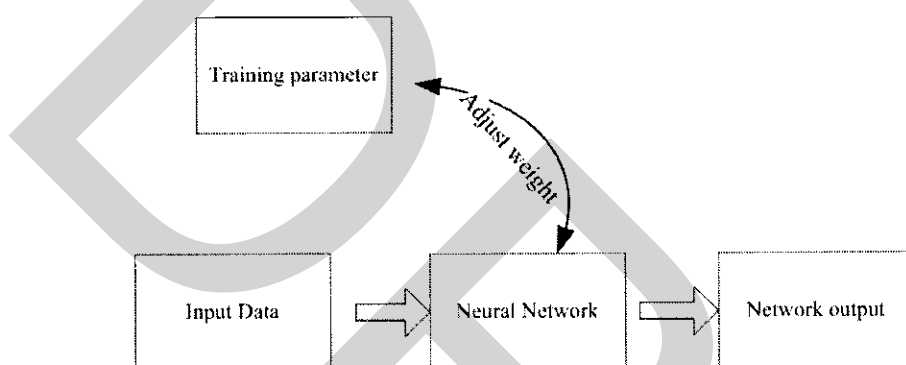 Training parameter
Adjust weight
Input Data
Neural Network
Network output